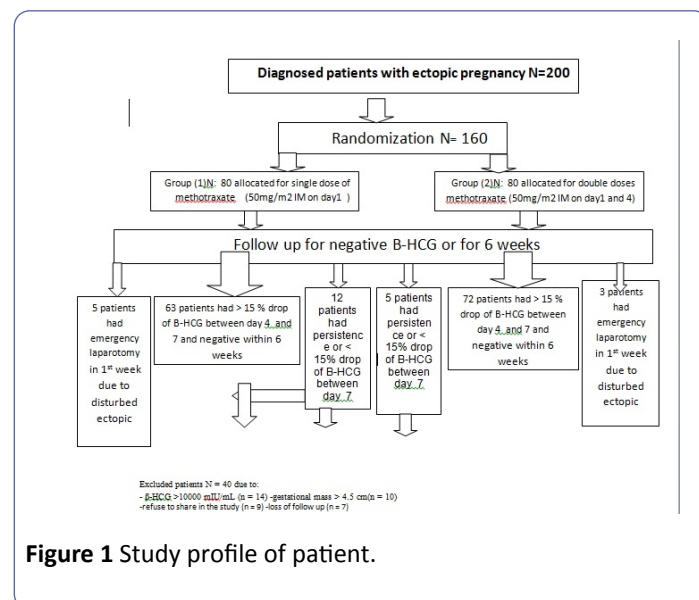 Diagnosed patients with ectopic pregnancy N=200
Randomization N= 160
Group (1)N:  80 allocated for single dose of
methotraxate  (50mg/m2 IM on day1  )
Group (2)N:  80 allocated for double doses
methotraxate (50mg/m2 IM on day1 and 4)
Follow up for negative B-HCG or for 6 weeks
5 patients
had
emergency
laparotomy
in 1st week
due to
disturbed
ectopic
63 patients had > 15 % drop
of B-HCG between day 4 and
7 and negative within 6
weeks
12
patients
had
persistenc
e or <
15% drop
of B-HCG
between
day 7
5 patients
had
persisten
ce or <
15% drop
of B-HCG
between
day 7
72 patients had > 15 %
drop of B-HCG between
day 4 and 7 and
negative within 6
weeks
3 patients
had
emergency
laparotomy
in 1st week
due to
disturbed
ectopic
Excluded patients N = 40 due to:
- β-HCG >10000 mIU/mL (n = 14) -gestational mass > 4.5 cm(n = 10)
-refuse to share in the study (n = 9) -loss of follow up (n = 7)
Figure 1 Study profile of patient.